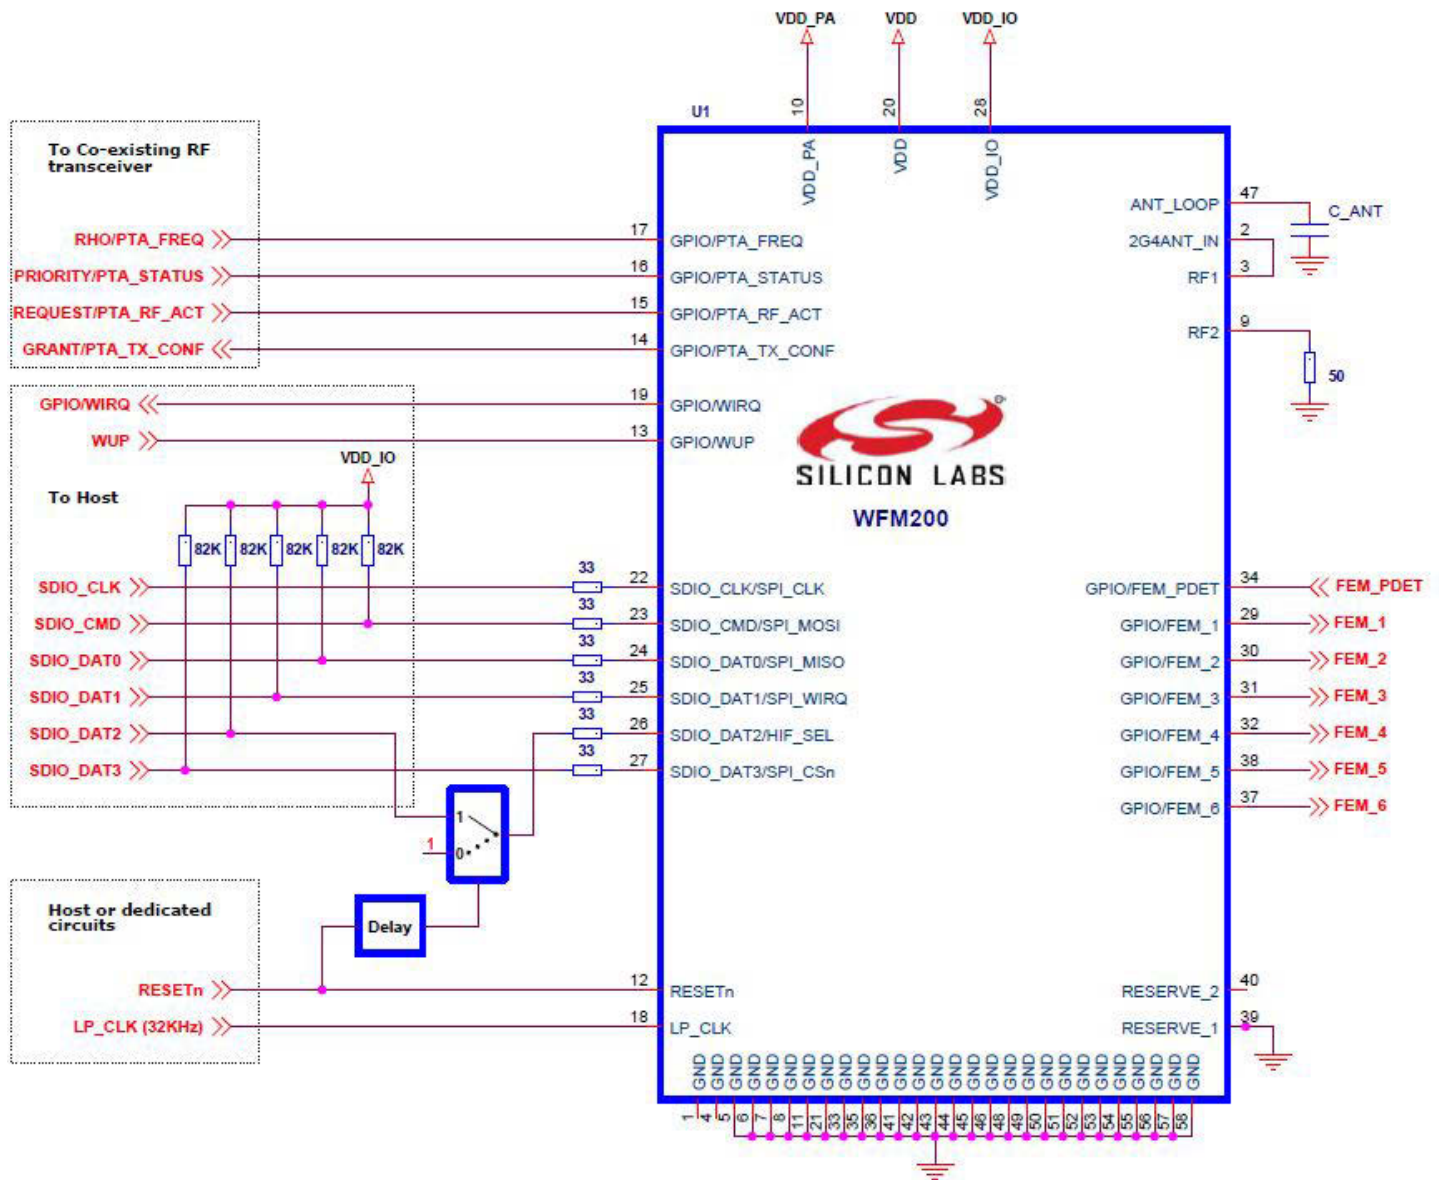 VDD_PA VDD VDD_IO
U1
10 20 28
VDD_PA VDD VDD_IO
To Co-existing RF
transceiver
RHO/PTA_FREQ 17 GPIO/PTA_FREQ
PRIORITY/PTA_STATUS 16 GPIO/PTA_STATUS
REQUEST/PTA_RF_ACT 15 GPIO/PTA_RF_ACT
GRANT/PTA_TX_CONF 14 GPIO/PTA_TX_CONF
ANT_LOOP 47 C_ANT
2G4ANT_IN 2
RF1 3
RF2 9
50
GPIO/WIRQ 19 GPIO/WIRQ
WUP 13 GPIO/WUP
VDD_IO
To Host
82K 82K 82K 82K 82K
SILICON LABS
WFM200
SDIO_CLK 33 22 SDIO_CLK/SPI_CLK
SDIO_CMD 33 23 SDIO_CMD/SPI_MOSI
SDIO_DAT0 33 24 SDIO_DAT0/SPI_MISO
SDIO_DAT1 33 25 SDIO_DAT1/SPI_WIRQ
SDIO_DAT2 33 26 SDIO_DAT2/HIF_SEL
SDIO_DAT3 33 27 SDIO_DAT3/SPI_CSn
GPIO/FEM_PDET 34 FEM_PDET
GPIO/FEM_1 29 FEM_1
GPIO/FEM_2 30 FEM_2
GPIO/FEM_3 31 FEM_3
GPIO/FEM_4 32 FEM_4
GPIO/FEM_5 38 FEM_5
GPIO/FEM_6 37 FEM_6
1
1 0
Delay
Host or dedicated
circuits
RESETn 12 RESETn
LP_CLK (32KHz) 18 LP_CLK
RESERVE_2 40
RESERVE_1 39
GND GND GND GND GND GND GND GND GND GND GND GND GND GND GND GND GND GND GND GND GND GND GND GND GND GND GND GND
1 4 5 6 7 8 11 21 33 35 36 41 42 43 44 45 46 48 49 50 51 52 53 54 55 56 57 58